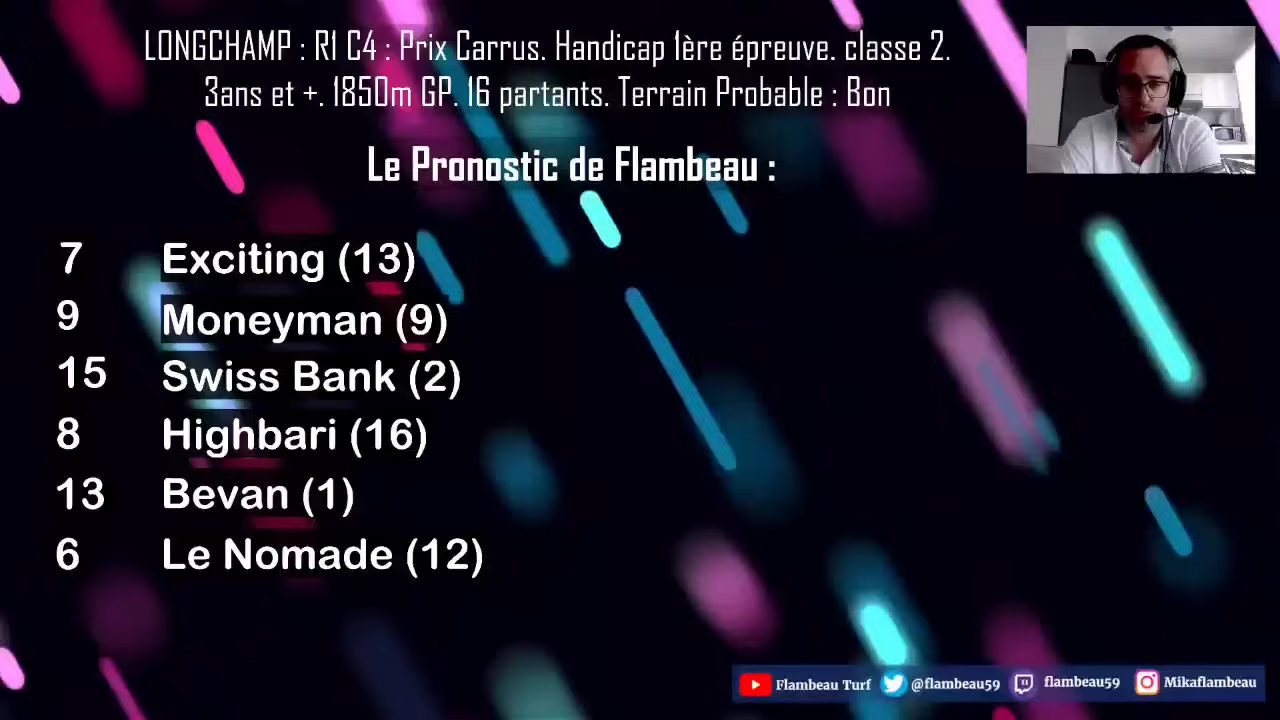 LONGCHAMP : R1 C4 : Prix Carrus. Handicap 1ère épreuve. classe 2.
3ans et +. 1850m GP. 16 partants. Terrain Probable : Bon
Le Pronostic de Flambeau :
7 Exciting (13)
9 Moneyman (9)
15 Swiss Bank (2)
8 Highbari (16)
13 Bevan (1)
6 Le Nomade (12)
Flambeau Turf @flambeau59 flambeau59 Mikaflambeau